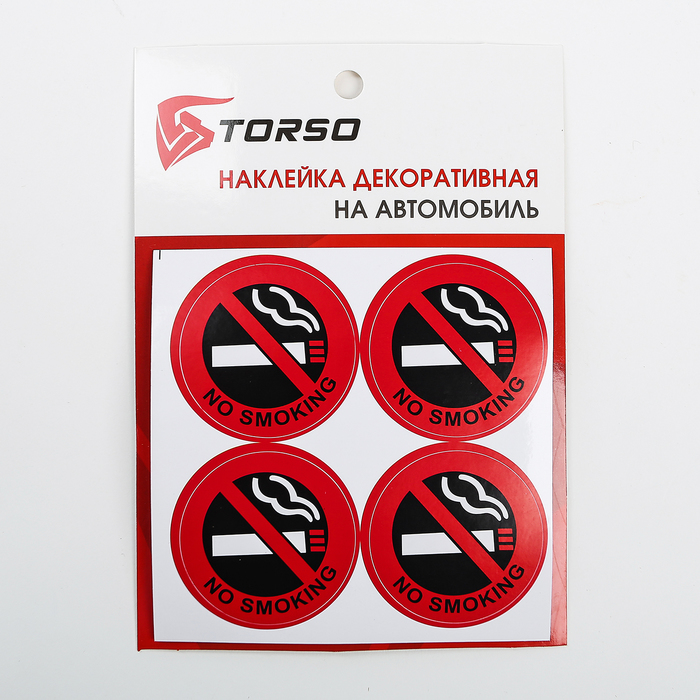 TORSO
НАКЛЕЙКА ДЕКОРАТИВНАЯ
НА АВТОМОБИЛЬ
NO SMOKING
NO SMOKING
NO SMOKING
NO SMOKING